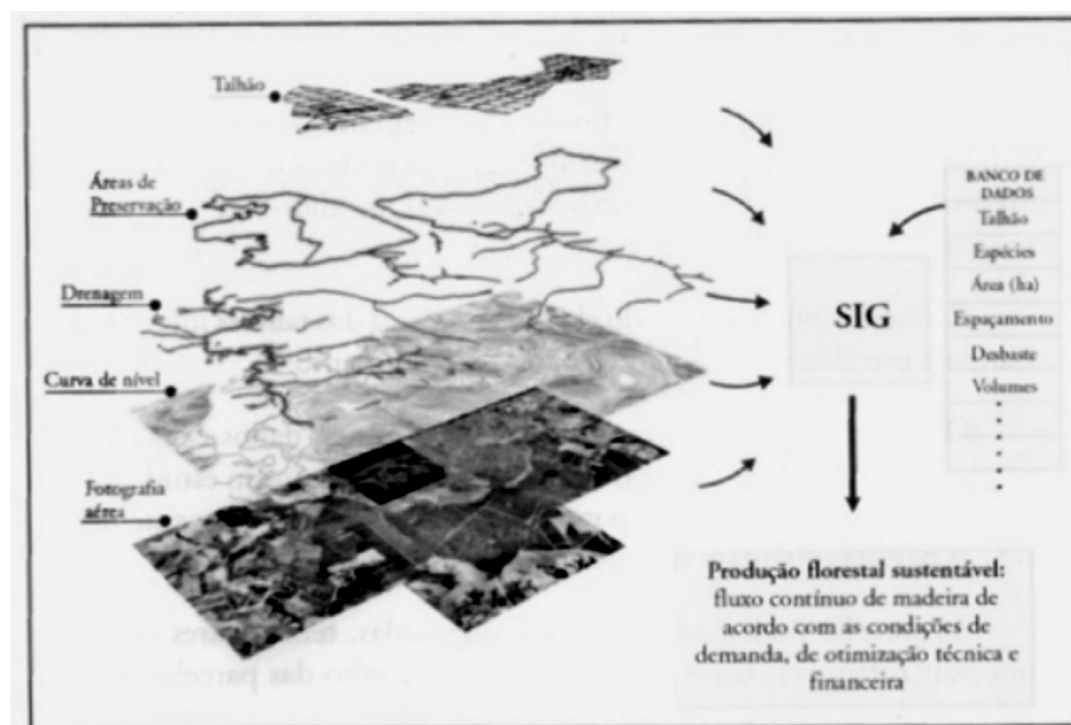 Talhão
Áreas de
Preservação
Drenagem
Curva de nível
Fotografia
aérea
BANCO DE
DADOS
Talhão
Espécies
Área (ha)
Espaçamento
Desbaste
Volumes
SIG
Produção florestal sustentável:
fluxo contínuo de madeira de
acordo com as condições de
demanda, de otimização técnica e
financeira